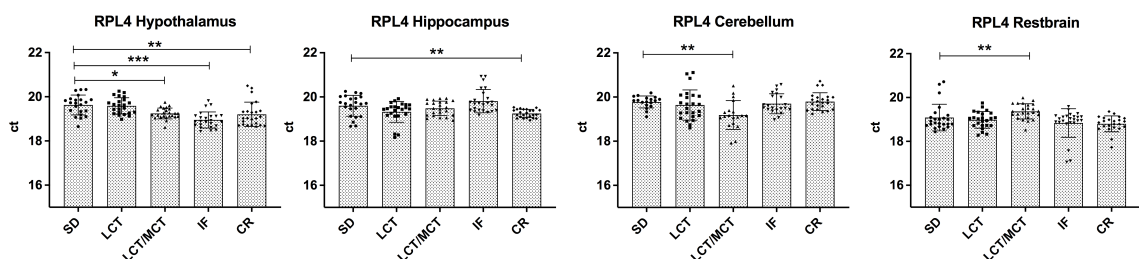 RPL4 Hypothalamus
22
20
18
16
ct
**
***
*
SD
LCT
LCT/MCT
IF
CR
RPL4 Hippocampus
22
20
18
16
ct
**
SD
LCT
LCT/MCT
IF
CR
RPL4 Cerebellum
22
20
18
16
ct
**
SD
LCT
LCT/MCT
IF
CR
RPL4 Restbrain
22
20
18
16
ct
**
SD
LCT
LCT/MCT
IF
CR